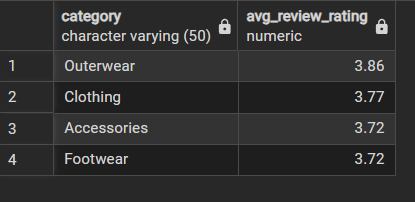 category avg_review_rating
character varying (50) numeric
1 Outerwear 3.86
2 Clothing 3.77
3 Accessories 3.72
4 Footwear 3.72